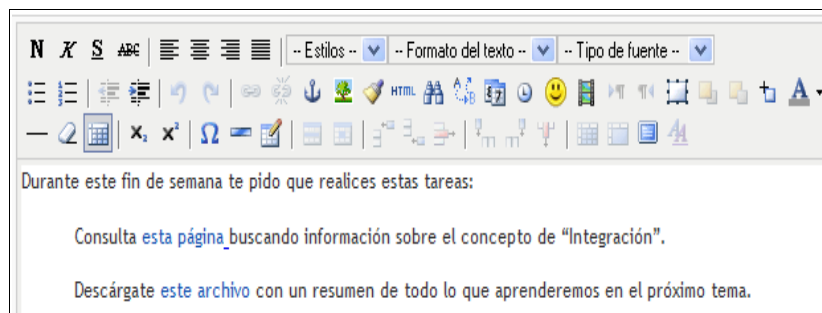 N K S ABC -- Estilos -- -- Formato del texto -- -- Tipo de fuente --
HTML A
x₂ x² Ω
Durante este fin de semana te pido que realices estas tareas:
Consulta esta página buscando información sobre el concepto de “Integración”.
Descárgate este archivo con un resumen de todo lo que aprenderemos en el próximo tema.